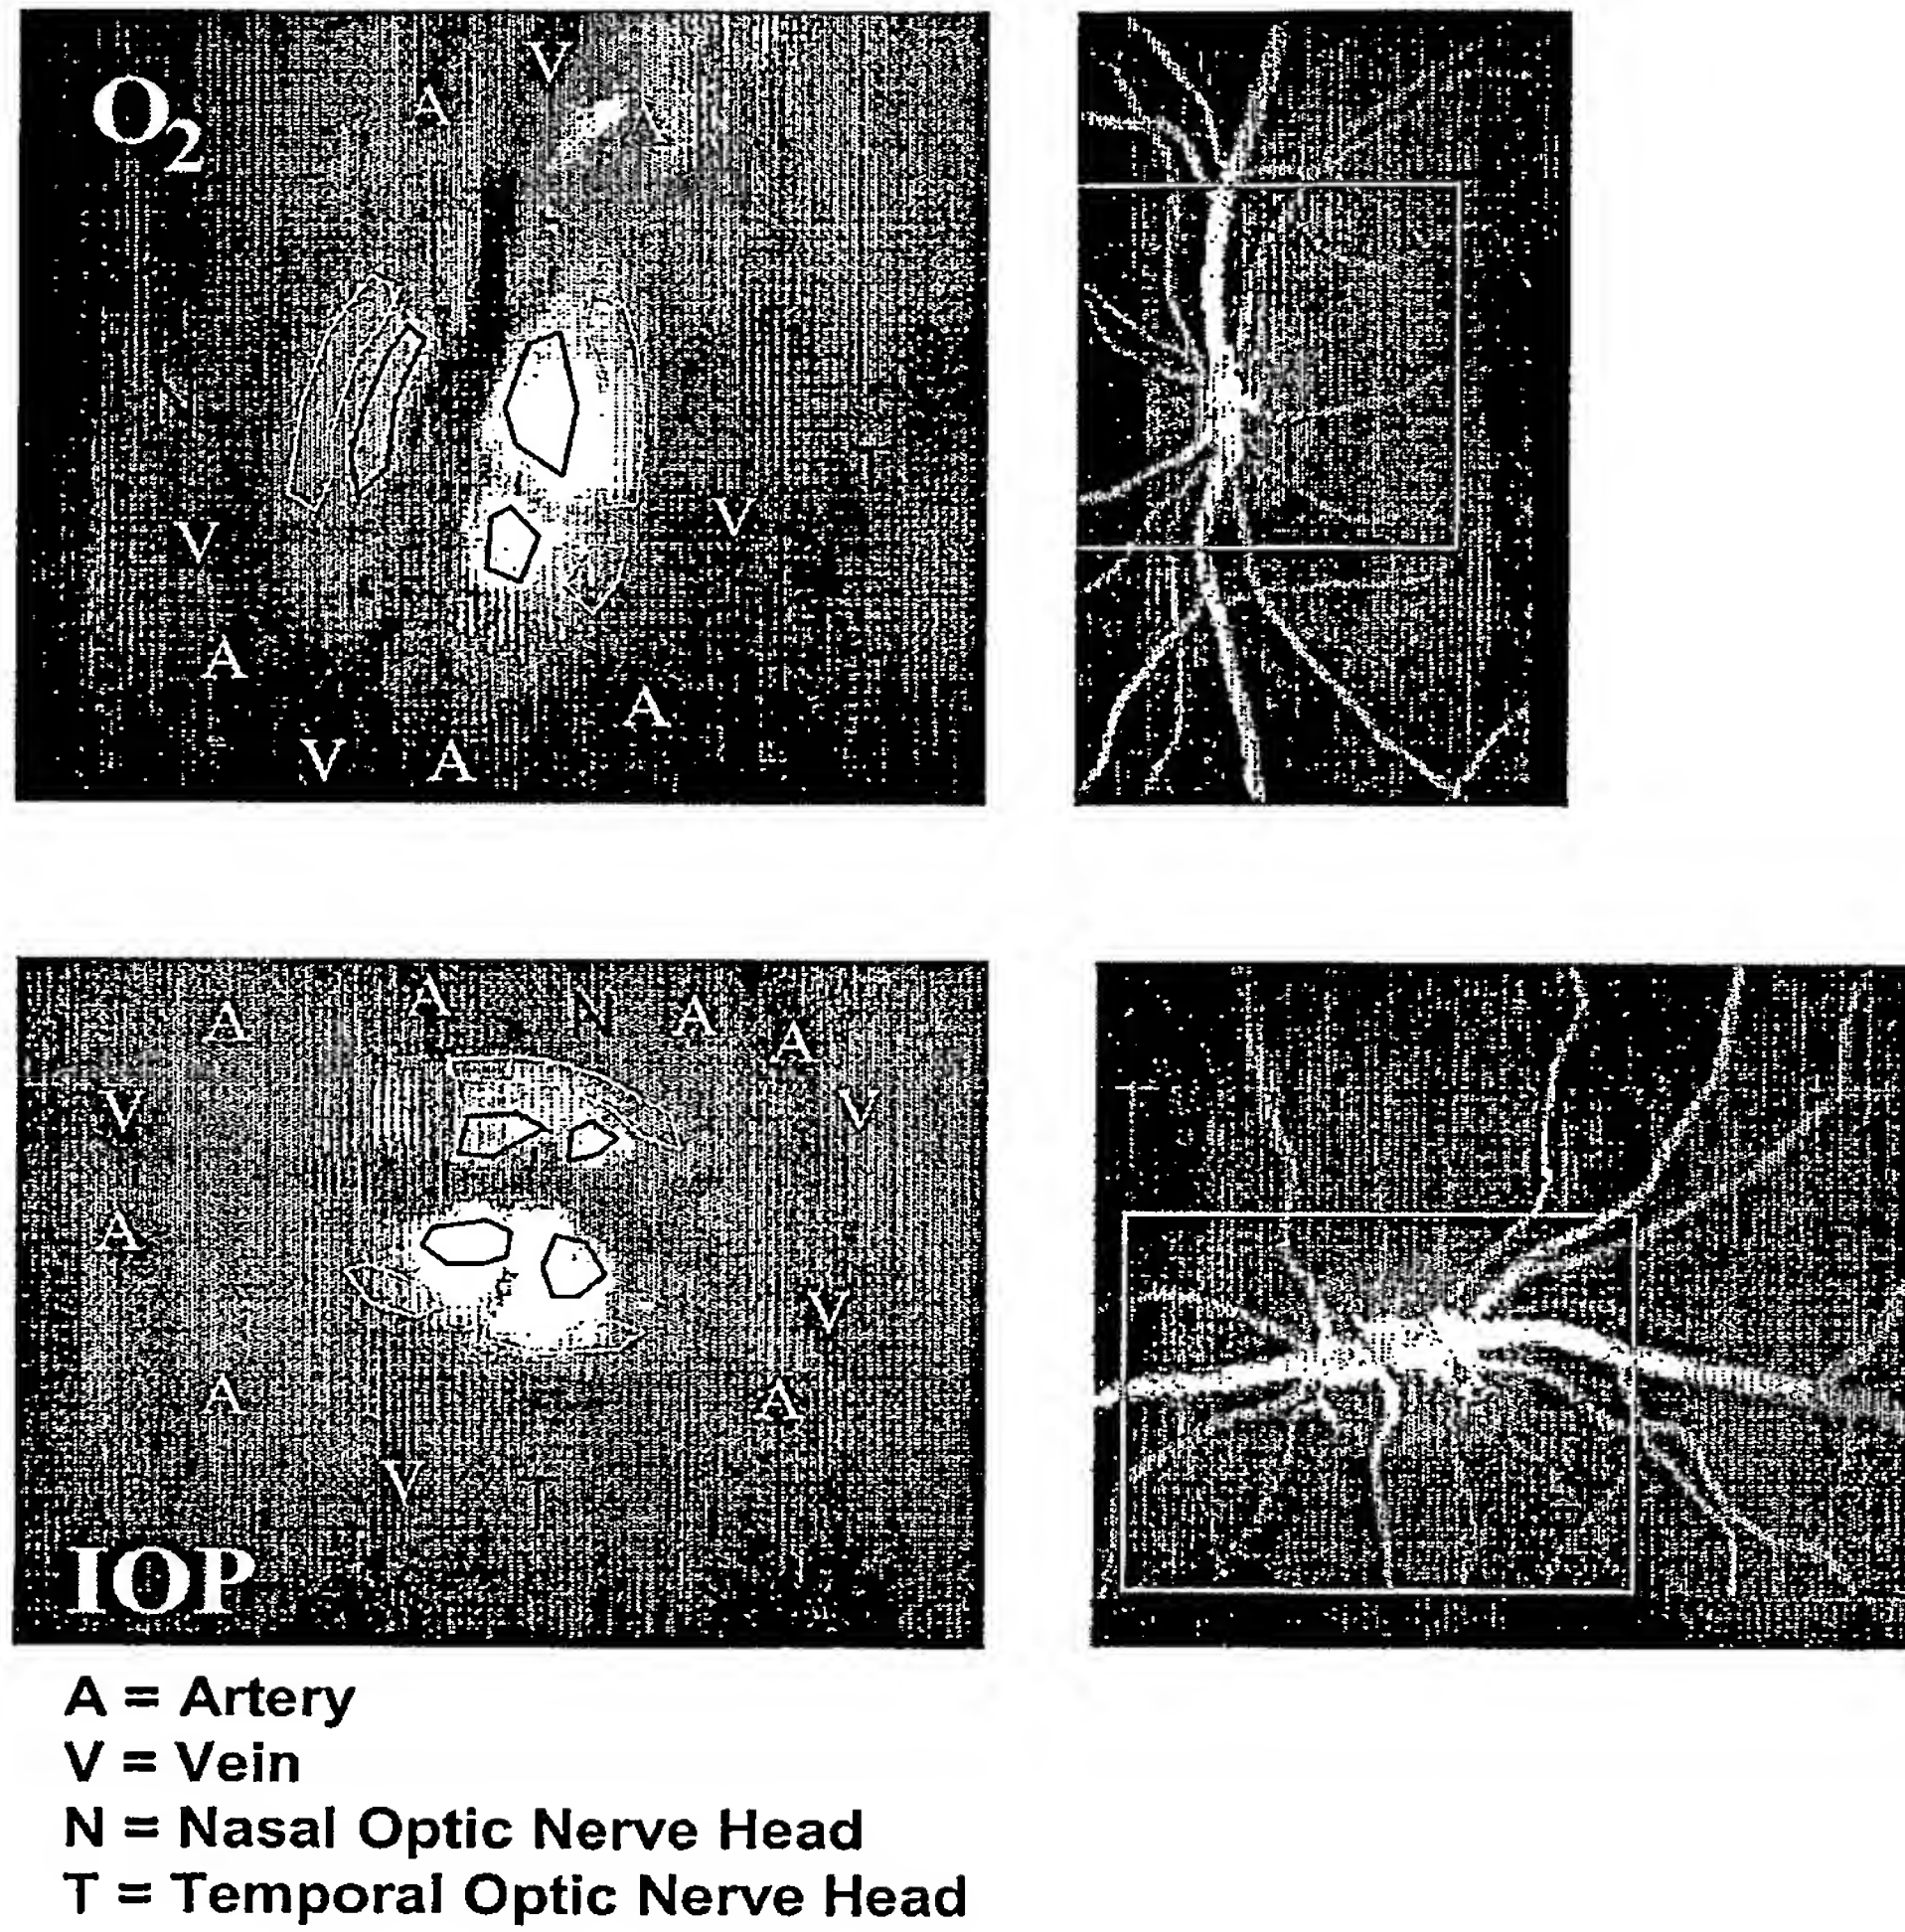 O2
V
A
A
N
T
V
V
A
A
V
A
A
N
A
A
A
V
V
A
V
A
A
V
T
IOP
A = Artery
V = Vein
N = Nasal Optic Nerve Head
T = Temporal Optic Nerve Head